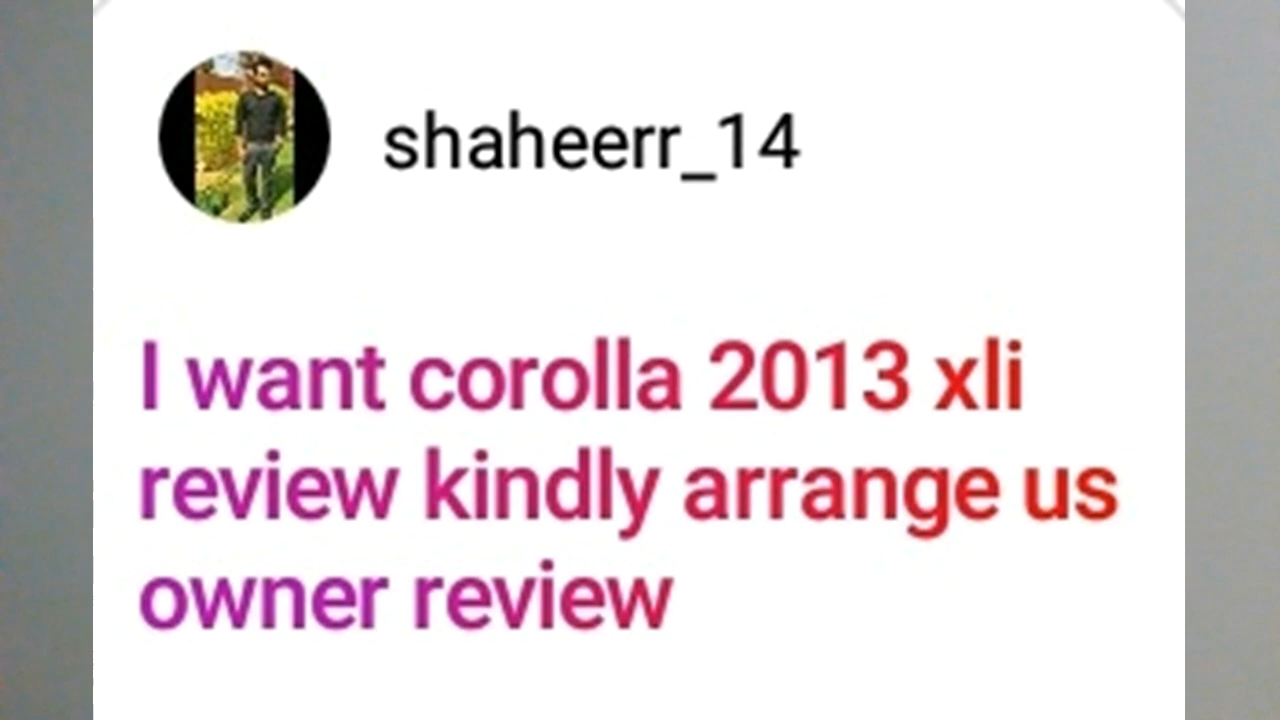 shaheerr_14
I want corolla 2013 xli
review kindly arrange us
owner review